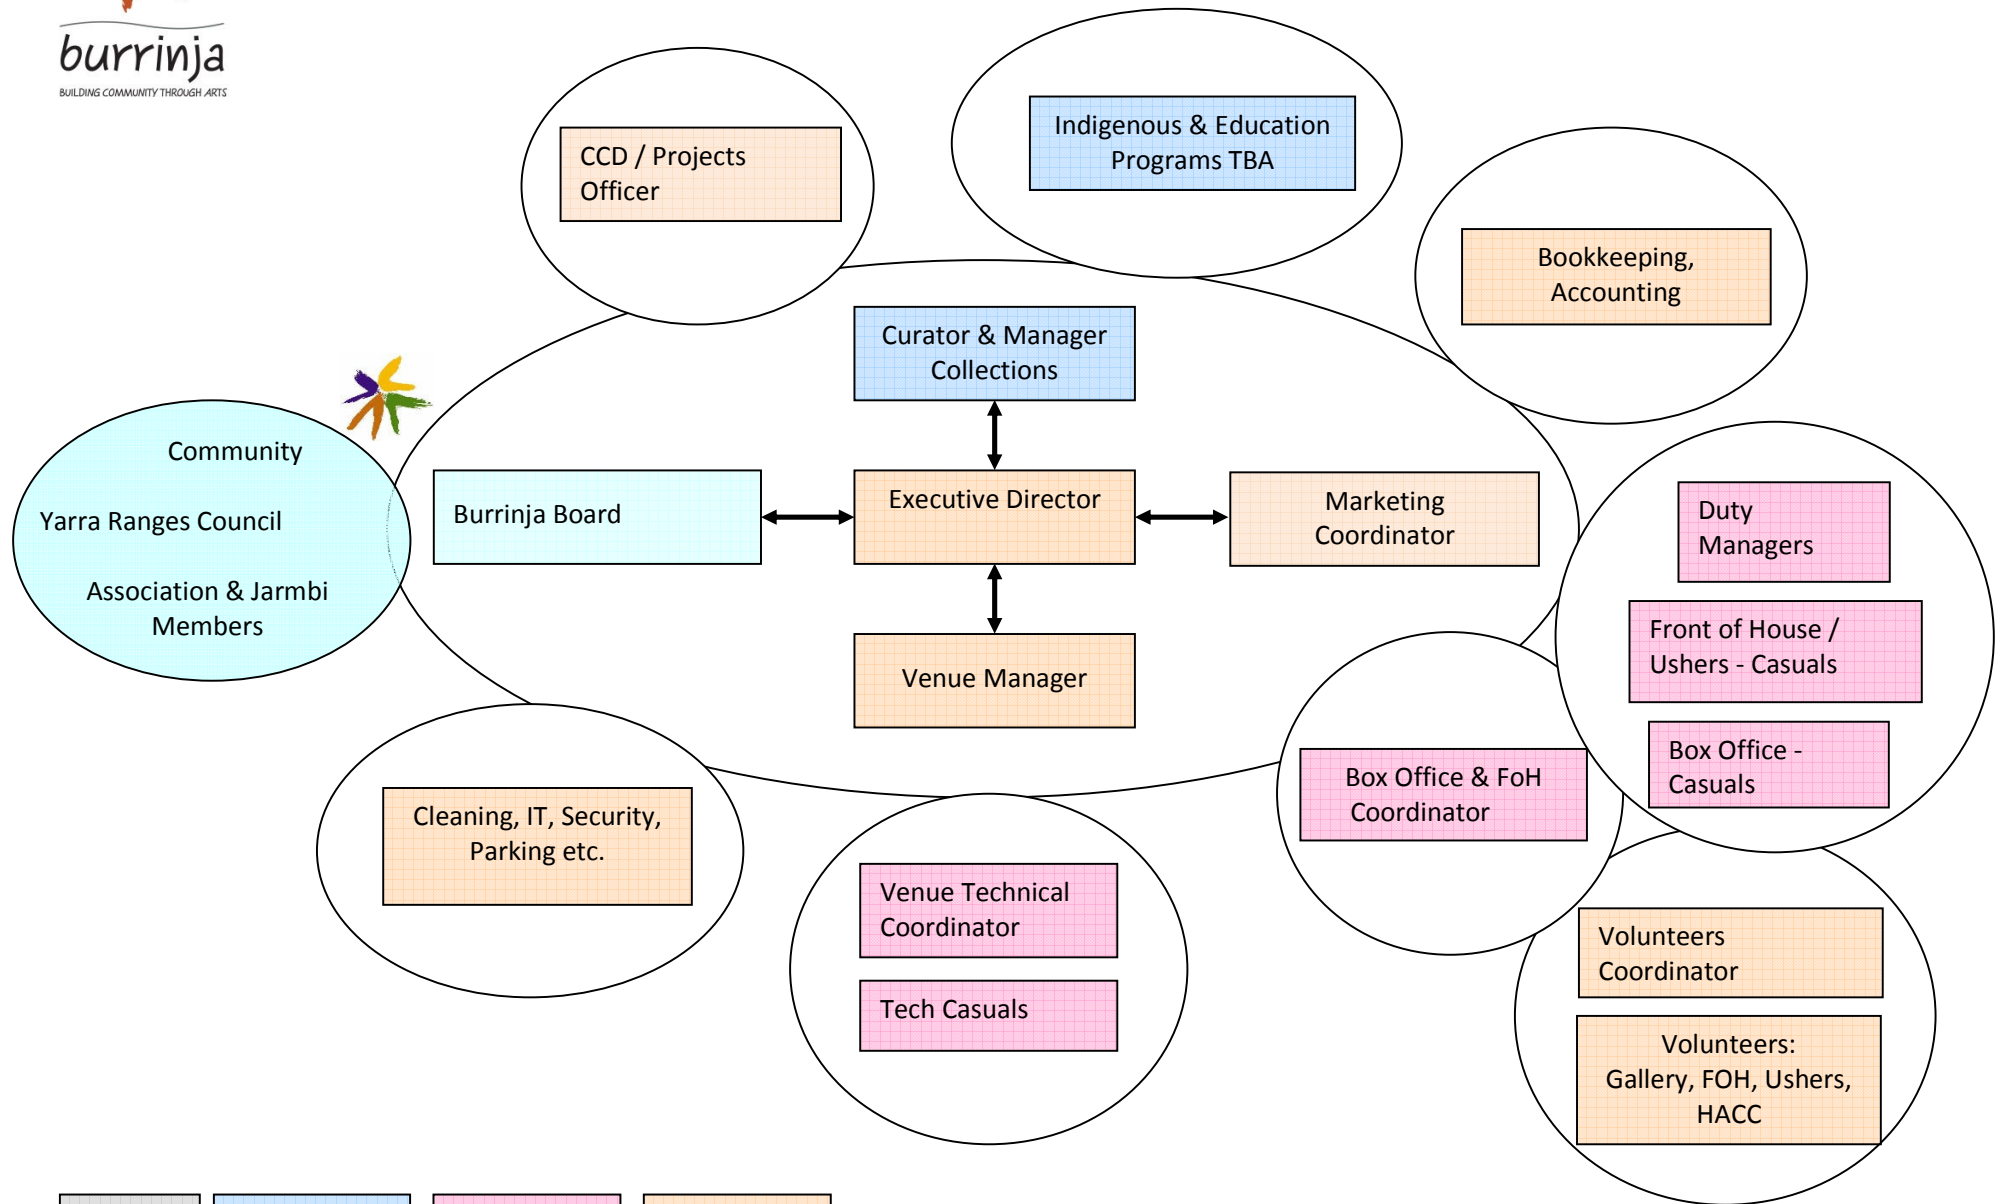 burrinja
BUILDING COMMUNITY THROUGH ARTS
CCD / Projects
Officer
Indigenous & Education
Programs TBA
Bookkeeping,
Accounting
Curator & Manager
Collections
Community
Yarra Ranges Council
Association & Jarmbi
Members
Burrinja Board
Executive Director
Marketing
Coordinator
Venue Manager
Duty
Managers
Front of House /
Ushers - Casuals
Box Office -
Casuals
Box Office & FoH
Coordinator
Cleaning, IT, Security,
Parking etc.
Venue Technical
Coordinator
Tech Casuals
Volunteers
Coordinator
Volunteers:
Gallery, FOH, Ushers,
HACC